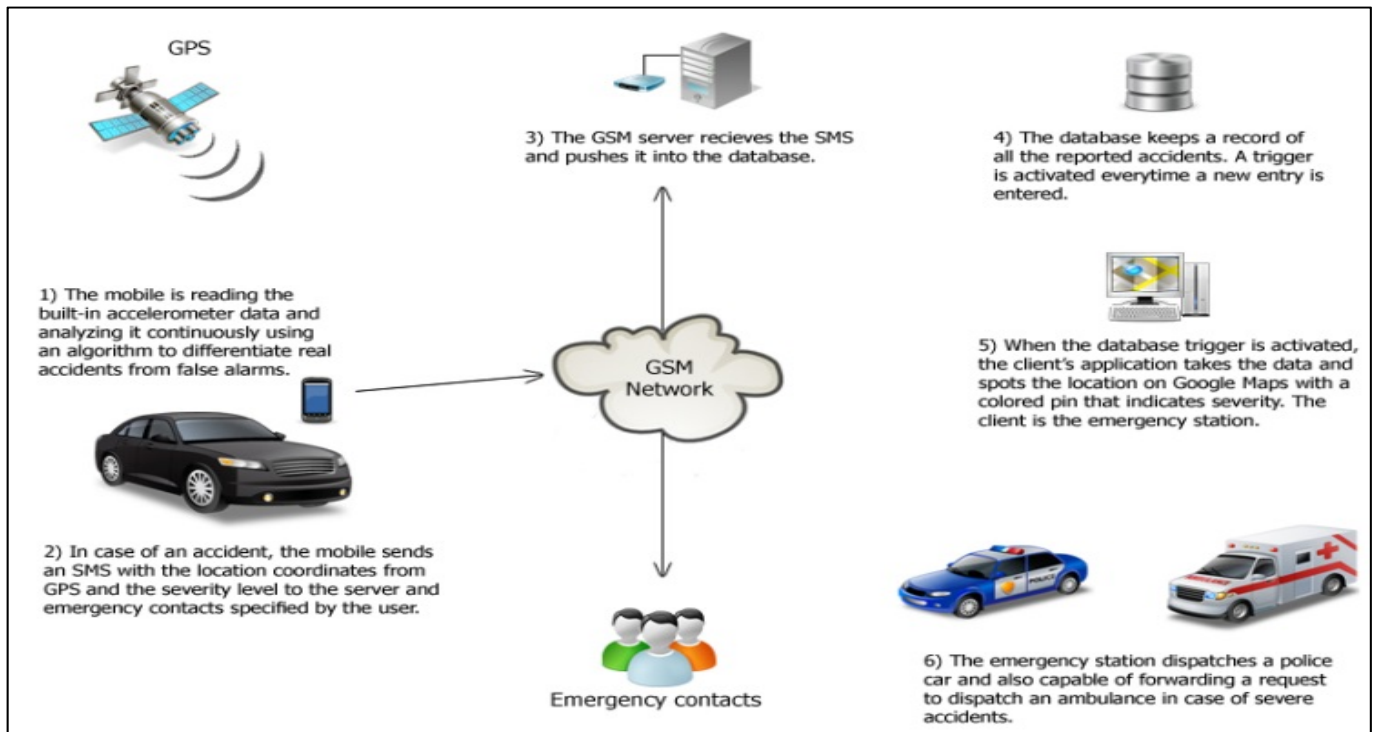 GPS
3) The GSM server recieves the SMS
and pushes it into the database.
4) The database keeps a record of
all the reported accidents. A trigger
is activated everytime a new entry is
entered.
1) The mobile is reading the
built-in accelerometer data and
analyzing it continuously using
an algorithm to differentiate real
accidents from false alarms.
GSM
Network
5) When the database trigger is activated,
the client's application takes the data and
spots the location on Google Maps with a
colored pin that indicates severity. The
client is the emergency station.
2) In case of an accident, the mobile sends
an SMS with the location coordinates from
GPS and the severity level to the server and
emergency contacts specified by the user.
Emergency contacts
POLICE
AMBULANCE
6) The emergency station dispatches a police
car and also capable of forwarding a request
to dispatch an ambulance in case of severe
accidents.